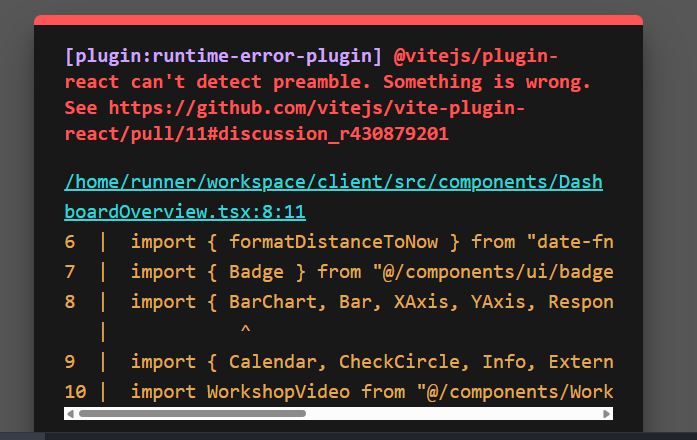 [plugin:runtime-error-plugin] @vitejs/plugin-
react can't detect preamble. Something is wrong.
See https://github.com/vitejs/vite-plugin-
react/pull/11#discussion_r430879201
/home/runner/workspace/client/src/components/Dash
boardOverview.tsx:8:11
6 | import { formatDistanceToNow } from "date-fn
7 | import { Badge } from "@/components/ui/badge
8 | import { BarChart, Bar, XAxis, YAxis, Respon
| ^
9 | import { Calendar, CheckCircle, Info, Extern
10 | import WorkshopVideo from "@/components/Work